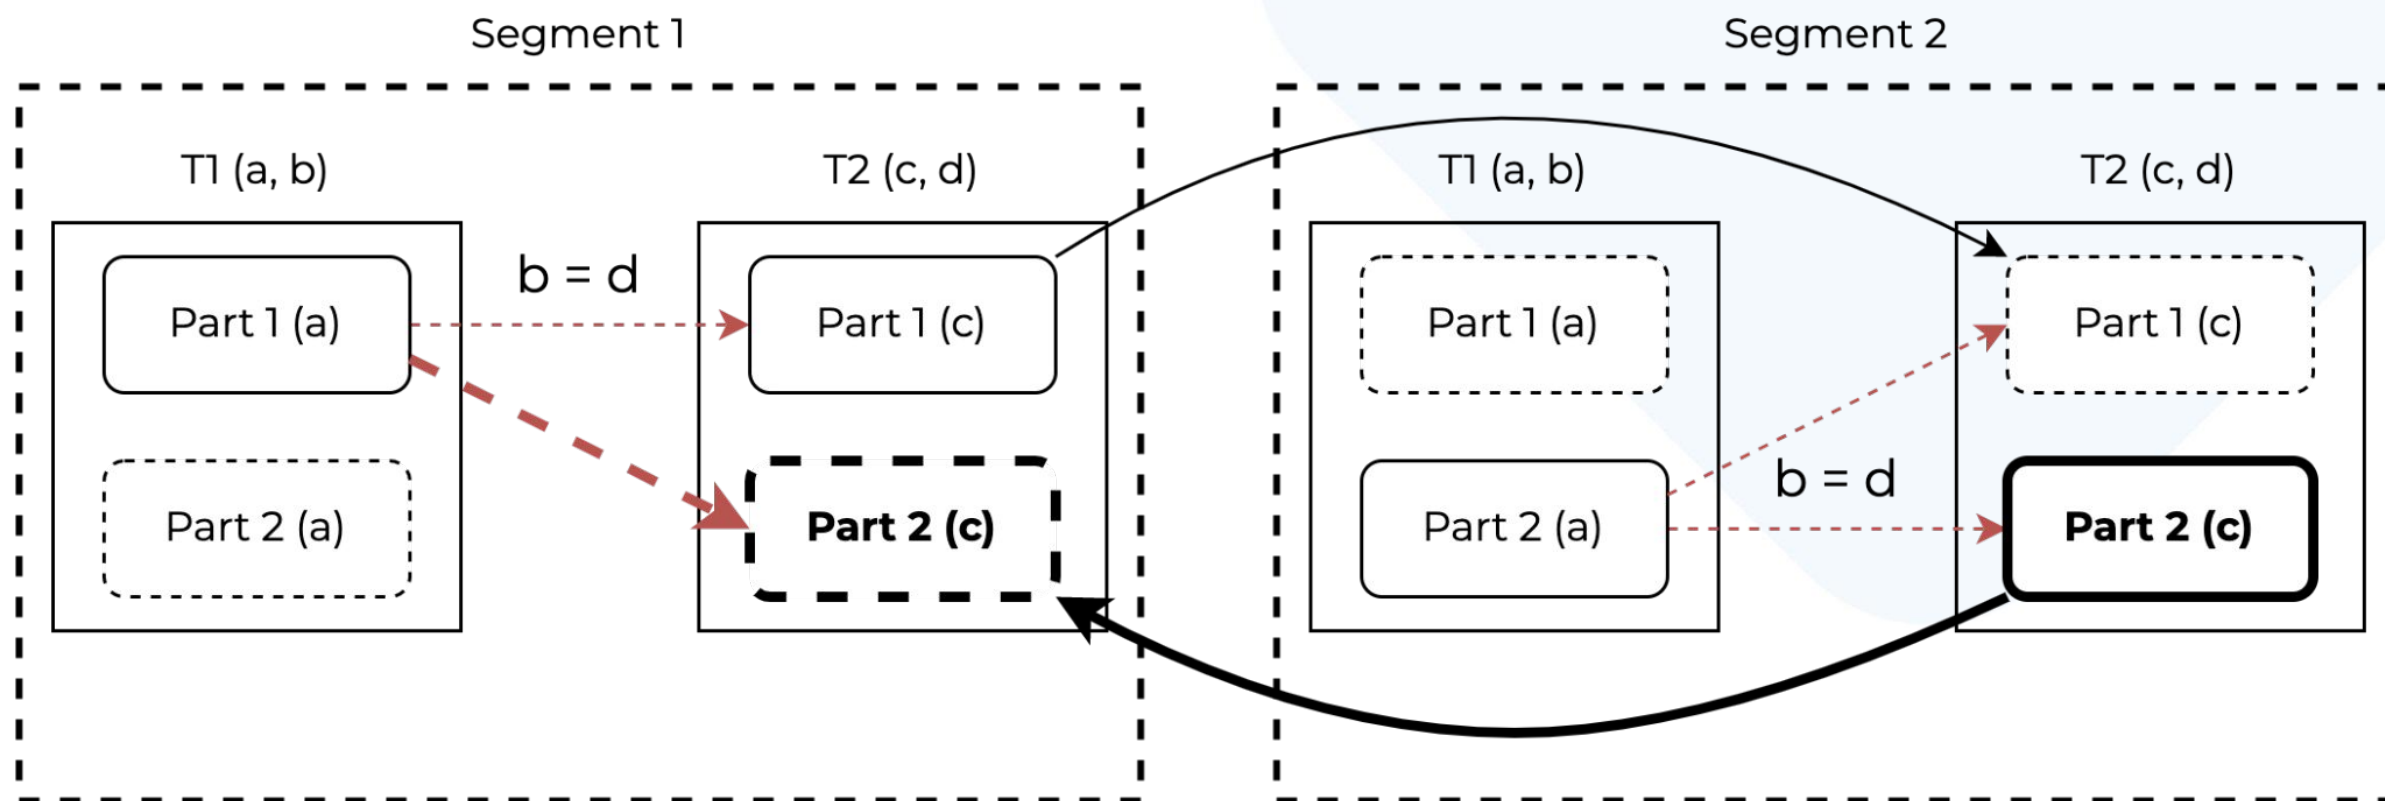 Segment 1
Segment 2
T1 (a, b)
T2 (c, d)
T1 (a, b)
T2 (c, d)
b = d
Part 1 (a)
Part 1 (c)
Part 1 (a)
Part 1 (c)
b = d
Part 2 (a)
Part 2 (c)
Part 2 (a)
Part 2 (c)